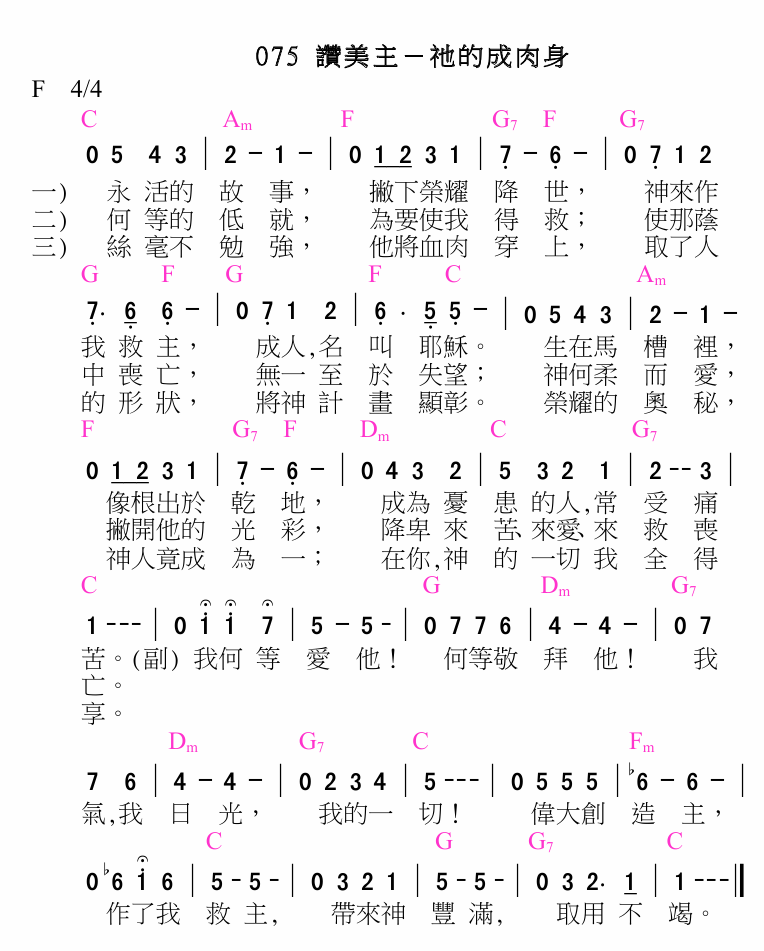 075 讚美主－祂的成肉身
F 4/4
C Am F G7 F G7
0 5 4 3 | 2 - 1 - | 0 1 2 3 1 | 7 - 6 - | 0 7 1 2
一) 永 活的 故 事， 撇下榮耀 降 世， 神來作
二) 何 等的 低 就， 為要使我 得 救； 使那蔭
三) 絲 毫不 勉 強， 他將血肉 穿 上， 取了人
G F G F C Am
7. 6 6 - | 0 7 1 2 | 6 . 5 5 - | 0 5 4 3 | 2 - 1 -
我 救 主， 成人,名 叫 耶穌。 生在馬 槽 裡，
中 喪 亡， 無一 至 於 失望； 神何柔 而 愛，
的 形 狀， 將神 計 畫 顯彰。 榮耀的 奧 秘，
F G7 F Dm C G7
0 1 2 3 1 | 7 - 6 - | 0 4 3 2 | 5 3 2 1 | 2 -- 3 |
像根出於 乾 地， 成為 憂 患 的人,常 受 痛
撇開他的 光 彩， 降卑 來 苦、來愛、來 救 喪
神人竟成 為 一； 在你,神 的 一切 我 全 得
C G Dm G7
1 --- | 0 i i 7 | 5 - 5 - | 0 7 7 6 | 4 - 4 - | 0 7
苦。(副) 我何 等 愛 他！ 何等敬 拜 他！ 我
亡。
享。
Dm G7 C Fm
7 6 | 4 - 4 - | 0 2 3 4 | 5 --- | 0 5 5 5 | ♭6 - 6 - |
氣,我 日 光， 我的一 切！ 偉大創 造 主，
C G G7 C
0 ♭6 i 6 | 5 - 5 - | 0 3 2 1 | 5 - 5 - | 0 3 2. 1 | 1 --- ‖
作了我 救 主, 帶來神 豐 滿, 取用 不 竭。